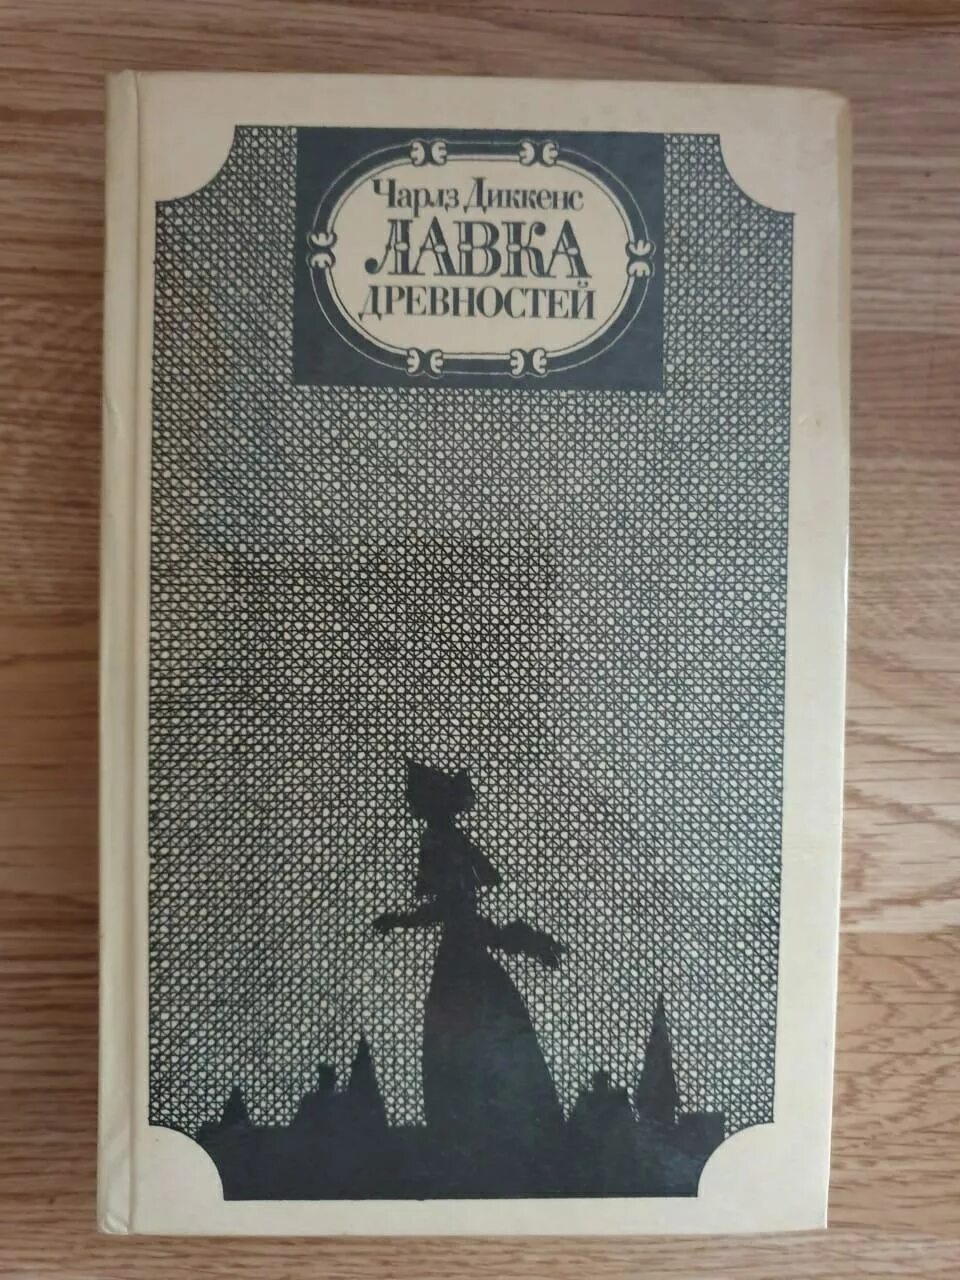 Чарлз Диккенс
ЛАВКА
ДРЕВНОСТЕЙ